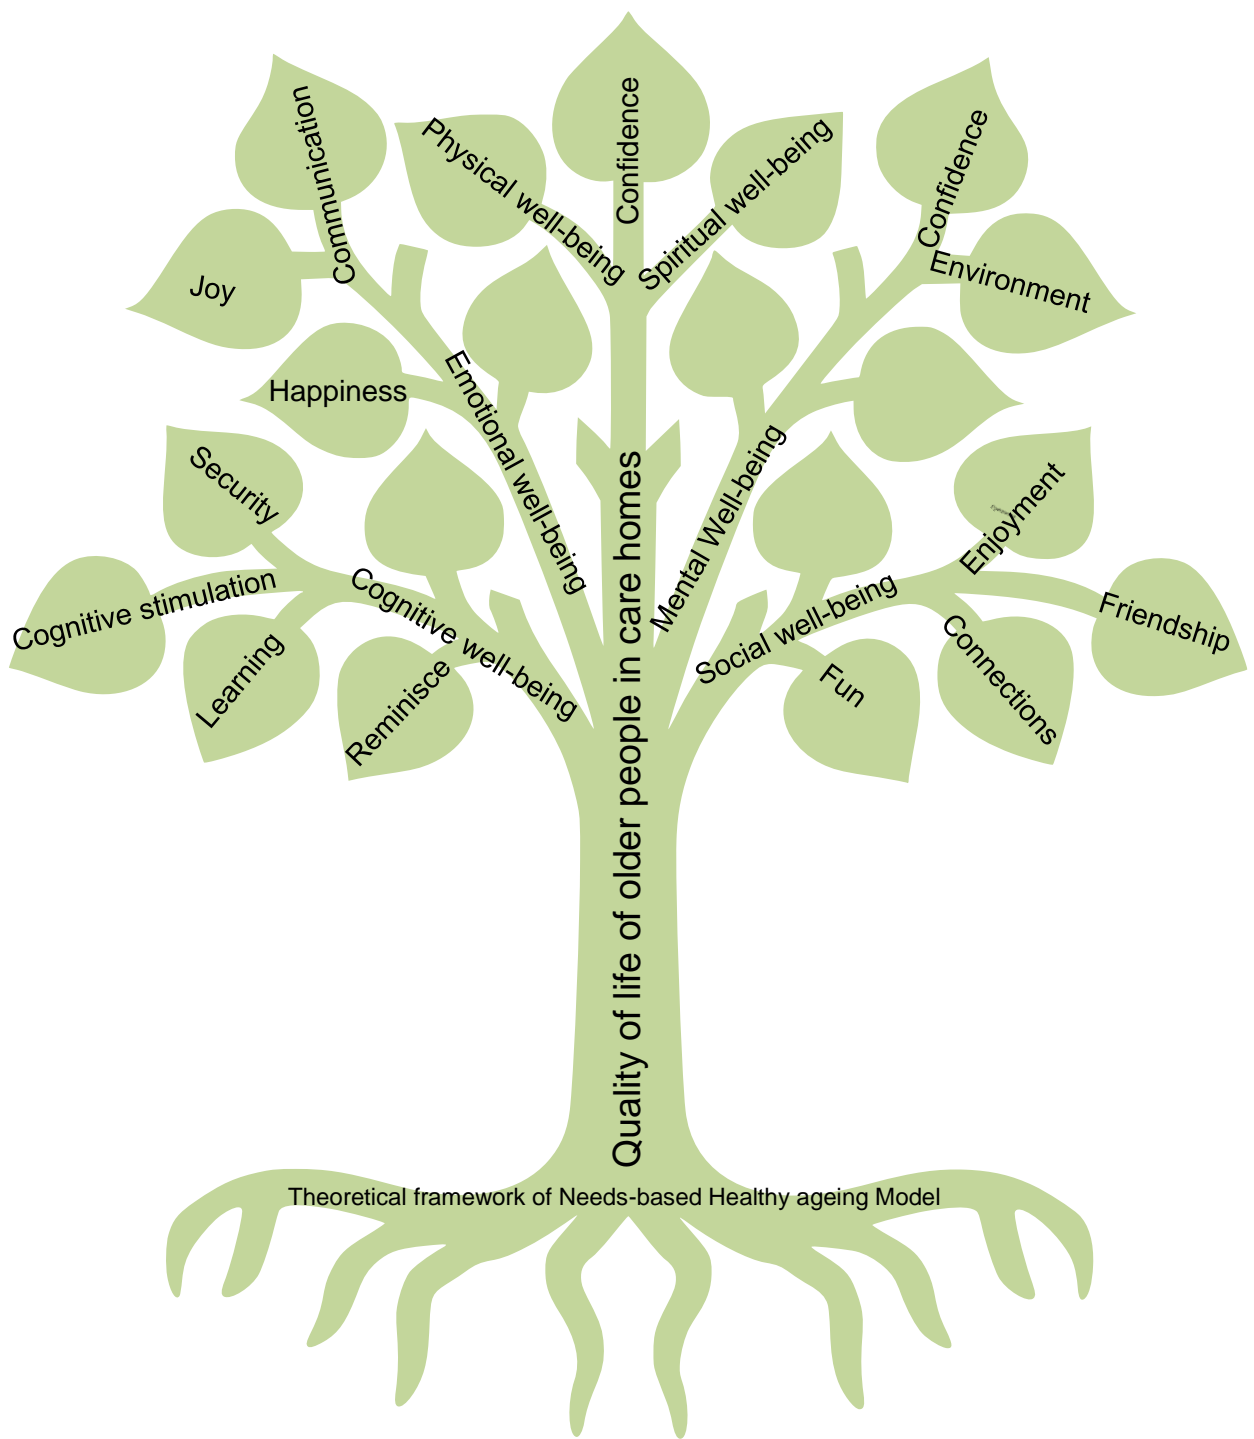 Confidence
Communication
Physical well-being
Spiritual well-being
Confidence
Joy
Environment
Happiness
Emotional well-being
Mental Well-being
Security
Enjoyment
Cognitive stimulation
Cognitive well-being
Social well-being
Friendship
Learning
Reminisce
Fun
Connections
Quality of life of older people in care homes
Theoretical framework of Needs-based Healthy ageing Model